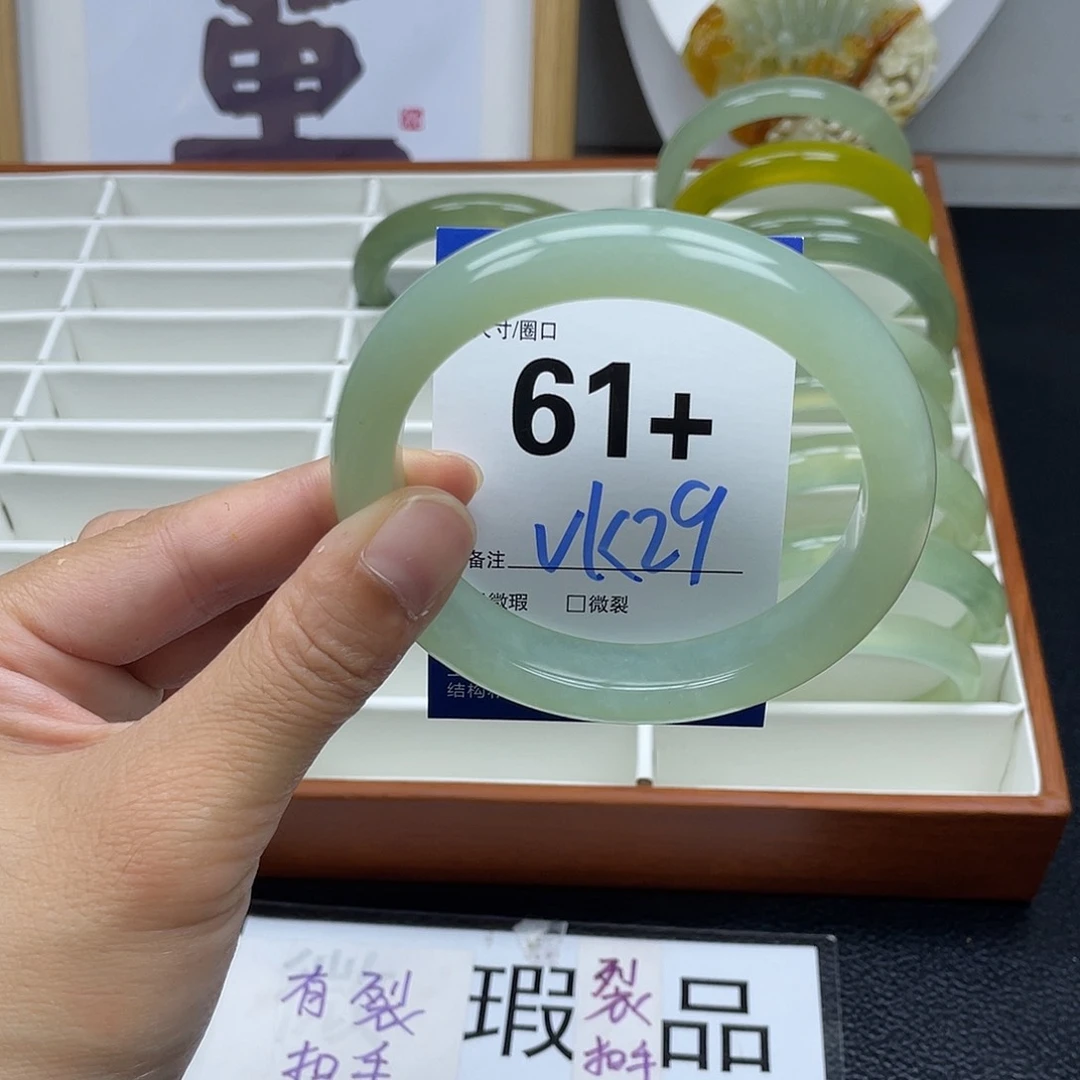 寸/圈口
61+
备注 VK29
微瑕 □微裂
结构
有裂 瑕裂品
扣手 扣手